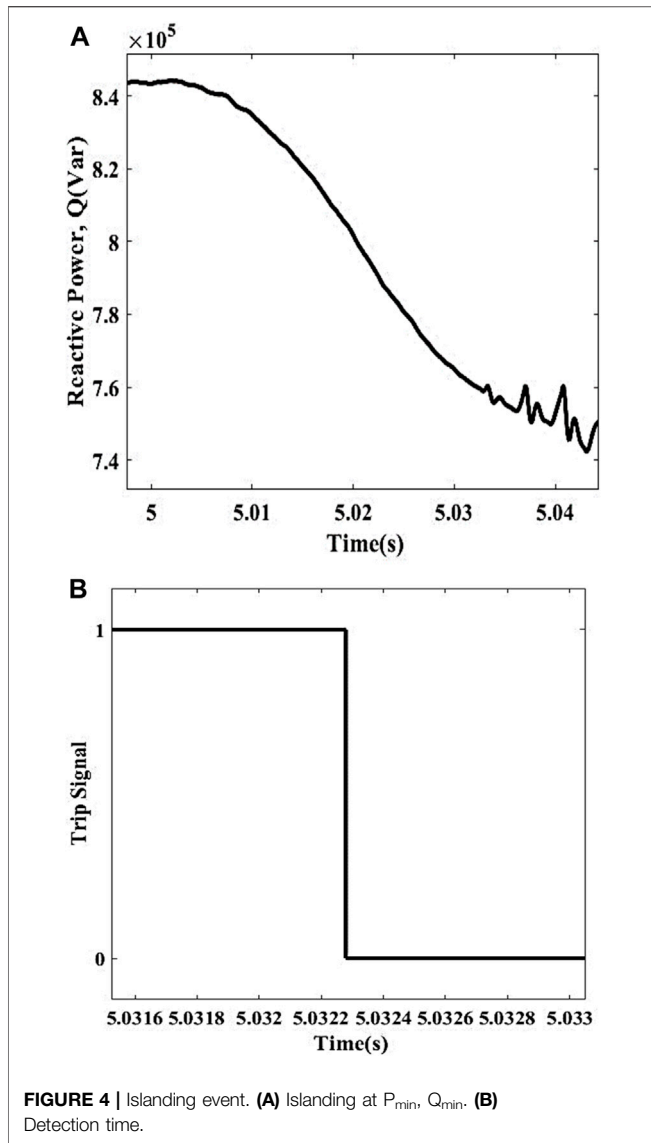 A
×10⁵
8.4
8.2
8
7.8
7.6
7.4
Reactive Power, Q(Var)
5 5.01 5.02 5.03 5.04
Time(s)
B
1
0
Trip Signal
5.0316 5.0318 5.032 5.0322 5.0324 5.0326 5.0328 5.033
Time(s)
FIGURE 4 | Islanding event. (A) Islanding at Pmin, Qmin. (B)
Detection time.